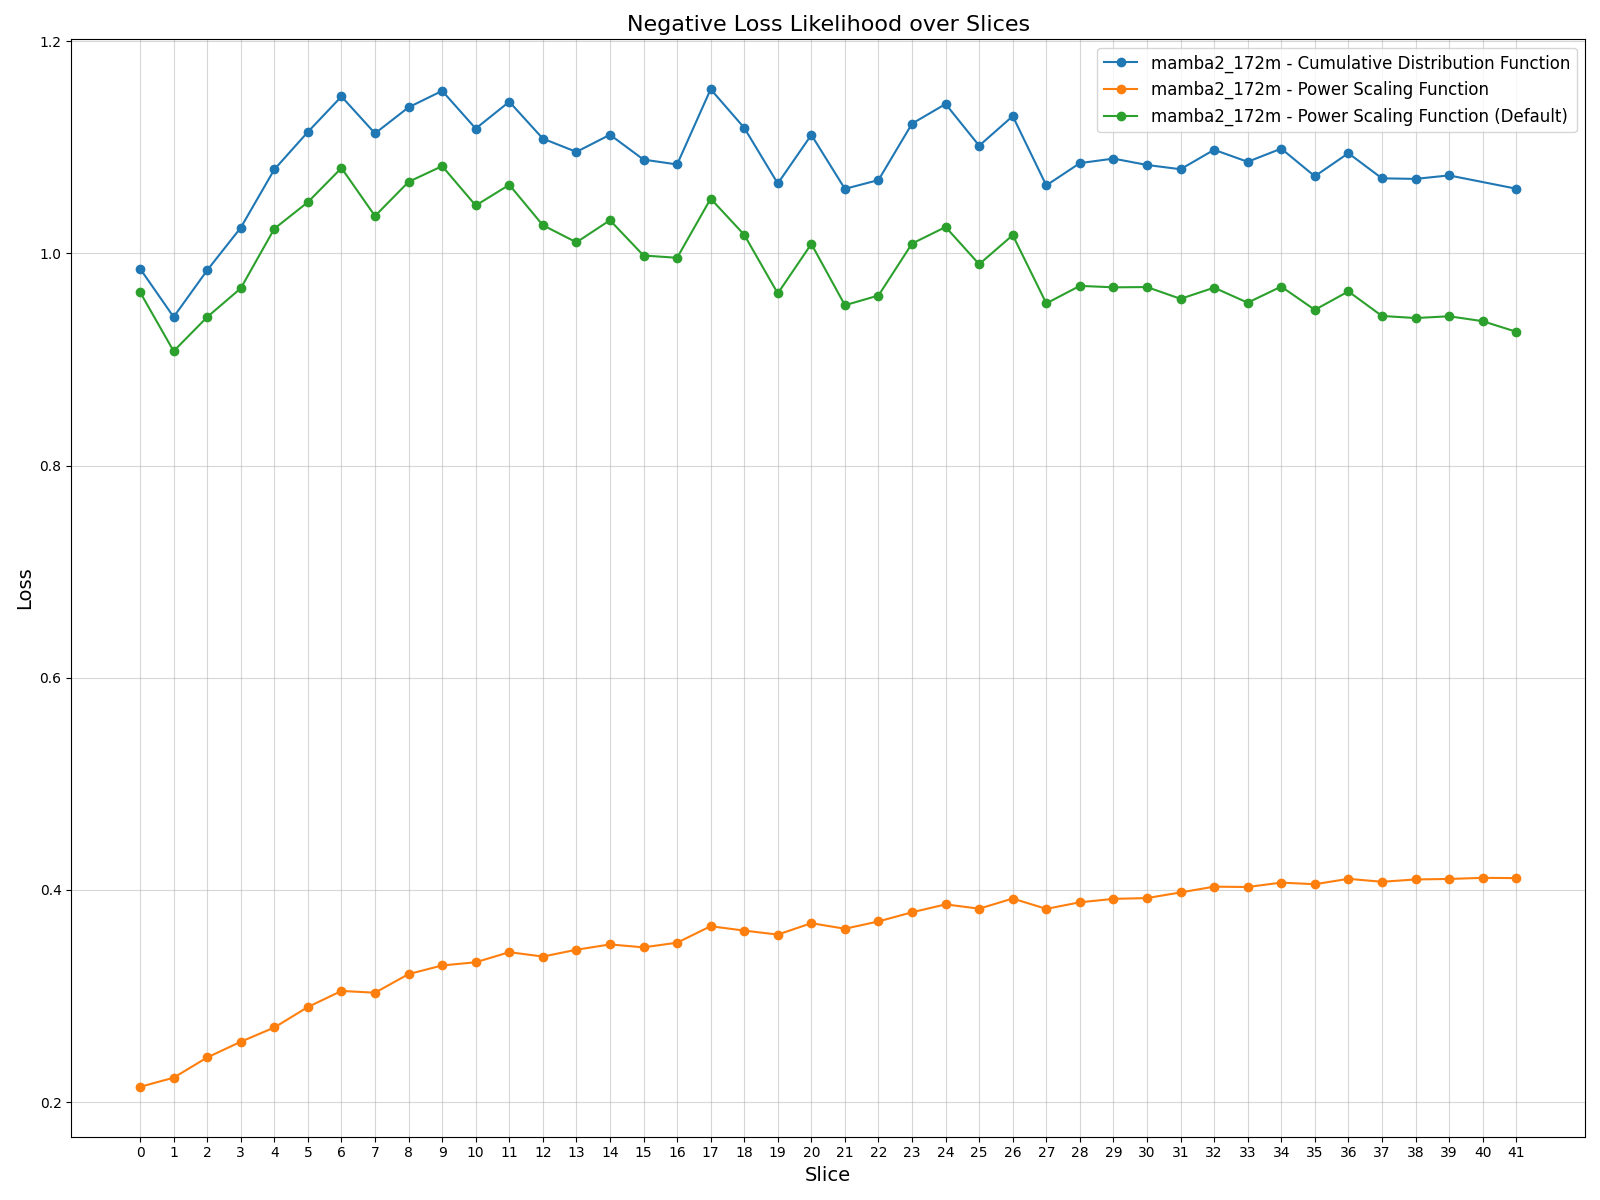 Negative Loss Likelihood over Slices
mamba2_172m - Cumulative Distribution Function
mamba2_172m - Power Scaling Function
mamba2_172m - Power Scaling Function (Default)
1.2
1.0
0.8
0.6
0.4
0.2
Loss
0 1 2 3 4 5 6 7 8 9 10 11 12 13 14 15 16 17 18 19 20 21 22 23 24 25 26 27 28 29 30 31 32 33 34 35 36 37 38 39 40 41
Slice